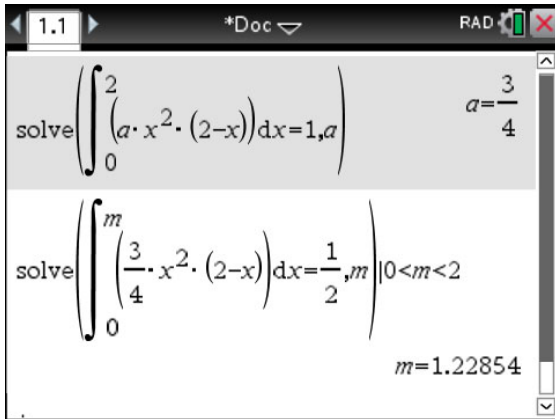 1.1 *Doc RAD
solve(∫₀² (a·x²·(2-x))dx=1,a) a=3/4
solve(∫₀ᵐ (3/4·x²·(2-x))dx=1/2,m)|0<m<2
m=1.22854